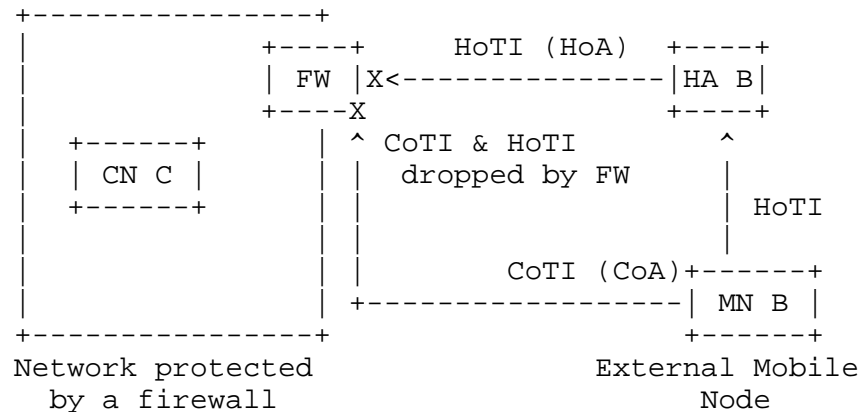 HoTI (HoA)
FW
HA B
CoTI & HoTI
CN C
dropped by FW
HoTI
CoTI (CoA)
MN B
Network protected
by a firewall
External Mobile
Node